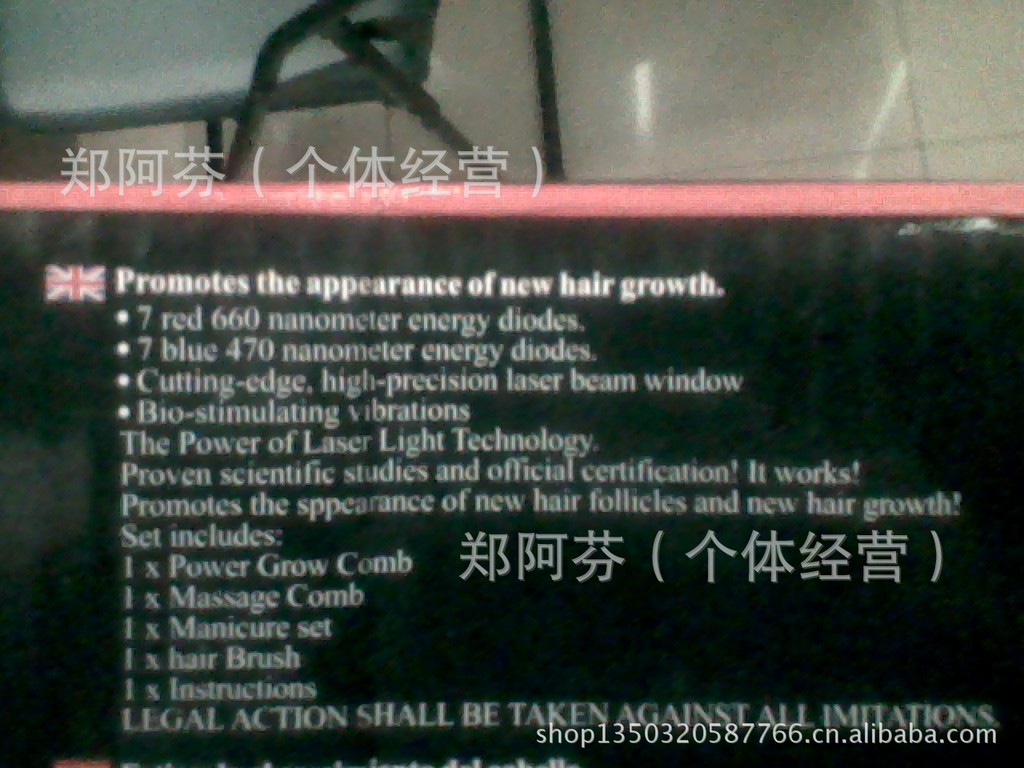 郑阿芬（个体经营）
Promotes the appearance of new hair growth.
• 7 red 660 nanometer energy diodes.
• 7 blue 470 nanometer energy diodes.
• Cutting-edge, high-precision laser beam window
• Bio-stimulating vibrations
The Power of Laser Light Technology.
Proven scientific studies and official certification! It works!
Promotes the sppearance of new hair follicles and new hair growth!
Set includes:
郑阿芬（个体经营）
1 x Power Grow Comb
1 x Massage Comb
1 x Manicure set
1 x hair Brush
1 x Instructions
LEGAL ACTION SHALL BE TAKEN AGAINST ALL IMITATIONS.
shop1350320587766.cn.alibaba.com